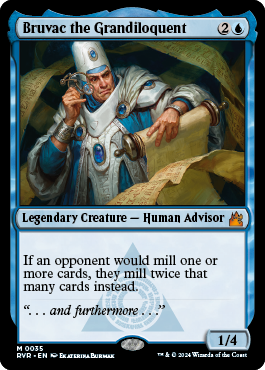 Bruvac the Grandiloquent 2
Legendary Creature — Human Advisor
If an opponent would mill one or
more cards, they mill twice that
many cards instead.
“. . . and furthermore . . .”
1/4
M 0035
RVR • EN Ekaterina Burmak
™ & © 2024 Wizards of the Coast